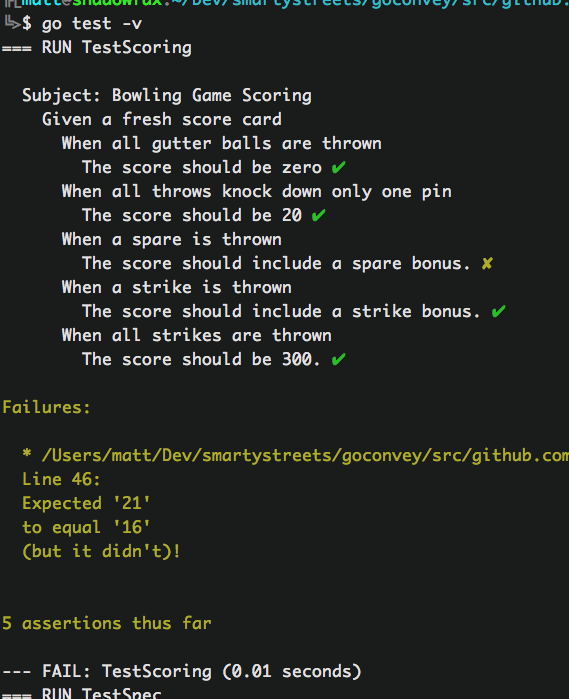 matt@shadowfax:~/Dev/smartystreets/goconvey/src/github.
$ go test -v
=== RUN TestScoring
Subject: Bowling Game Scoring
Given a fresh score card
When all gutter balls are thrown
The score should be zero ✔
When all throws knock down only one pin
The score should be 20 ✔
When a spare is thrown
The score should include a spare bonus. ✘
When a strike is thrown
The score should include a strike bonus. ✔
When all strikes are thrown
The score should be 300. ✔
Failures:
* /Users/matt/Dev/smartystreets/goconvey/src/github.com
Line 46:
Expected '21'
to equal '16'
(but it didn't)!
5 assertions thus far
--- FAIL: TestScoring (0.01 seconds)
=== RUN TestSpec